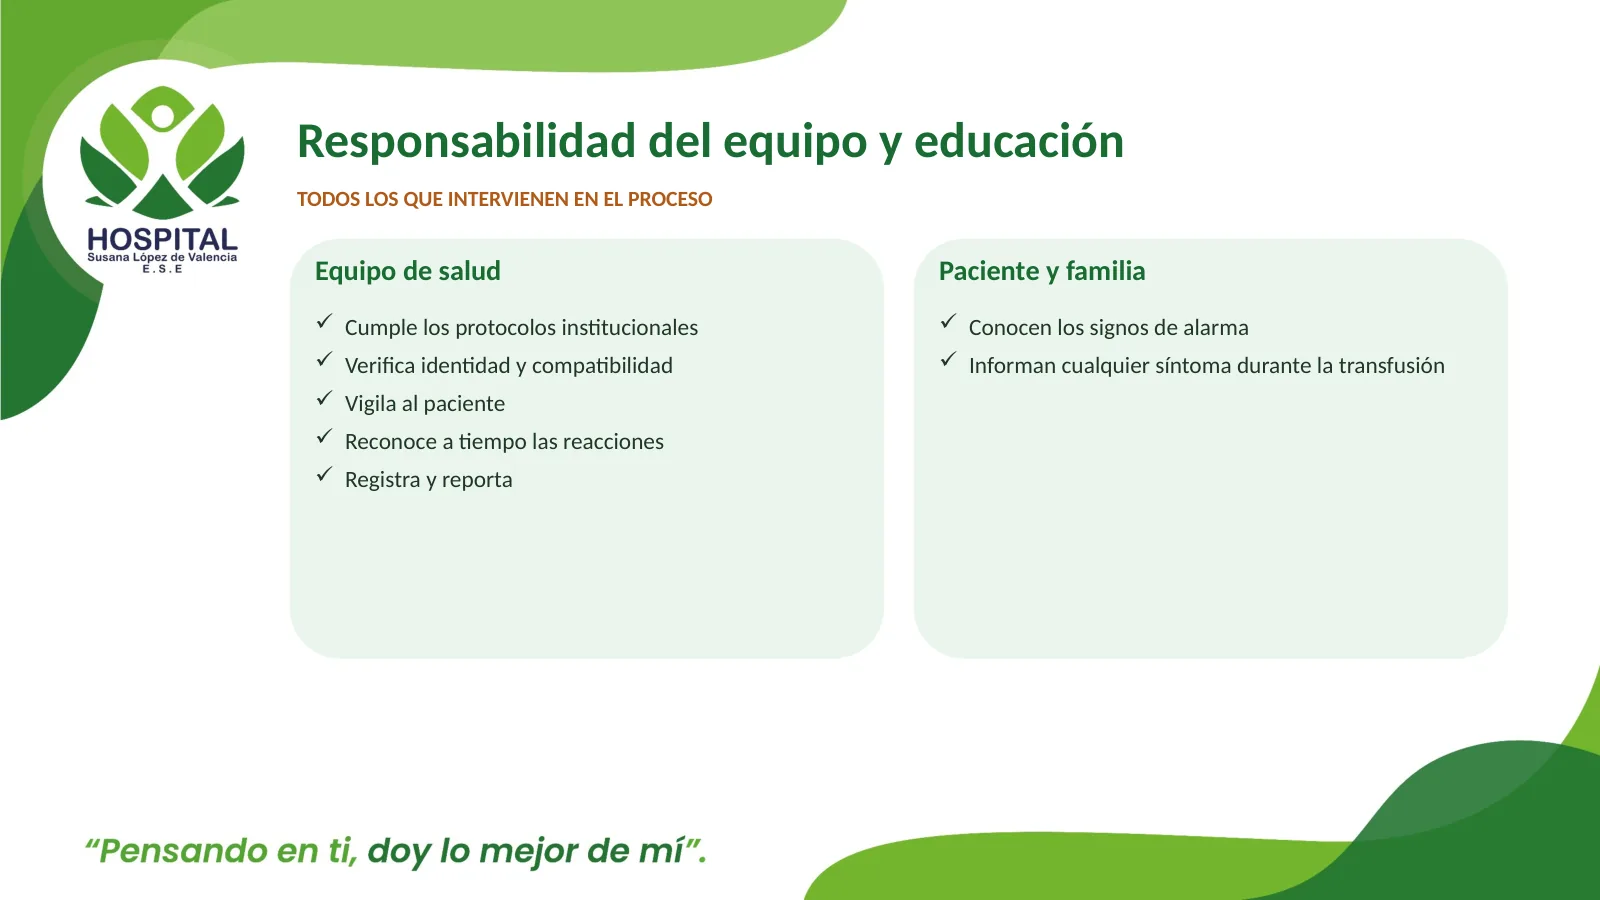 HOSPITAL
Susana López de Valencia
E.S.E
Responsabilidad del equipo y educación
TODOS LOS QUE INTERVIENEN EN EL PROCESO
Equipo de salud
✓ Cumple los protocolos institucionales
✓ Verifica identidad y compatibilidad
✓ Vigila al paciente
✓ Reconoce a tiempo las reacciones
✓ Registra y reporta
Paciente y familia
✓ Conocen los signos de alarma
✓ Informan cualquier síntoma durante la transfusión
“Pensando en ti, doy lo mejor de mí”.